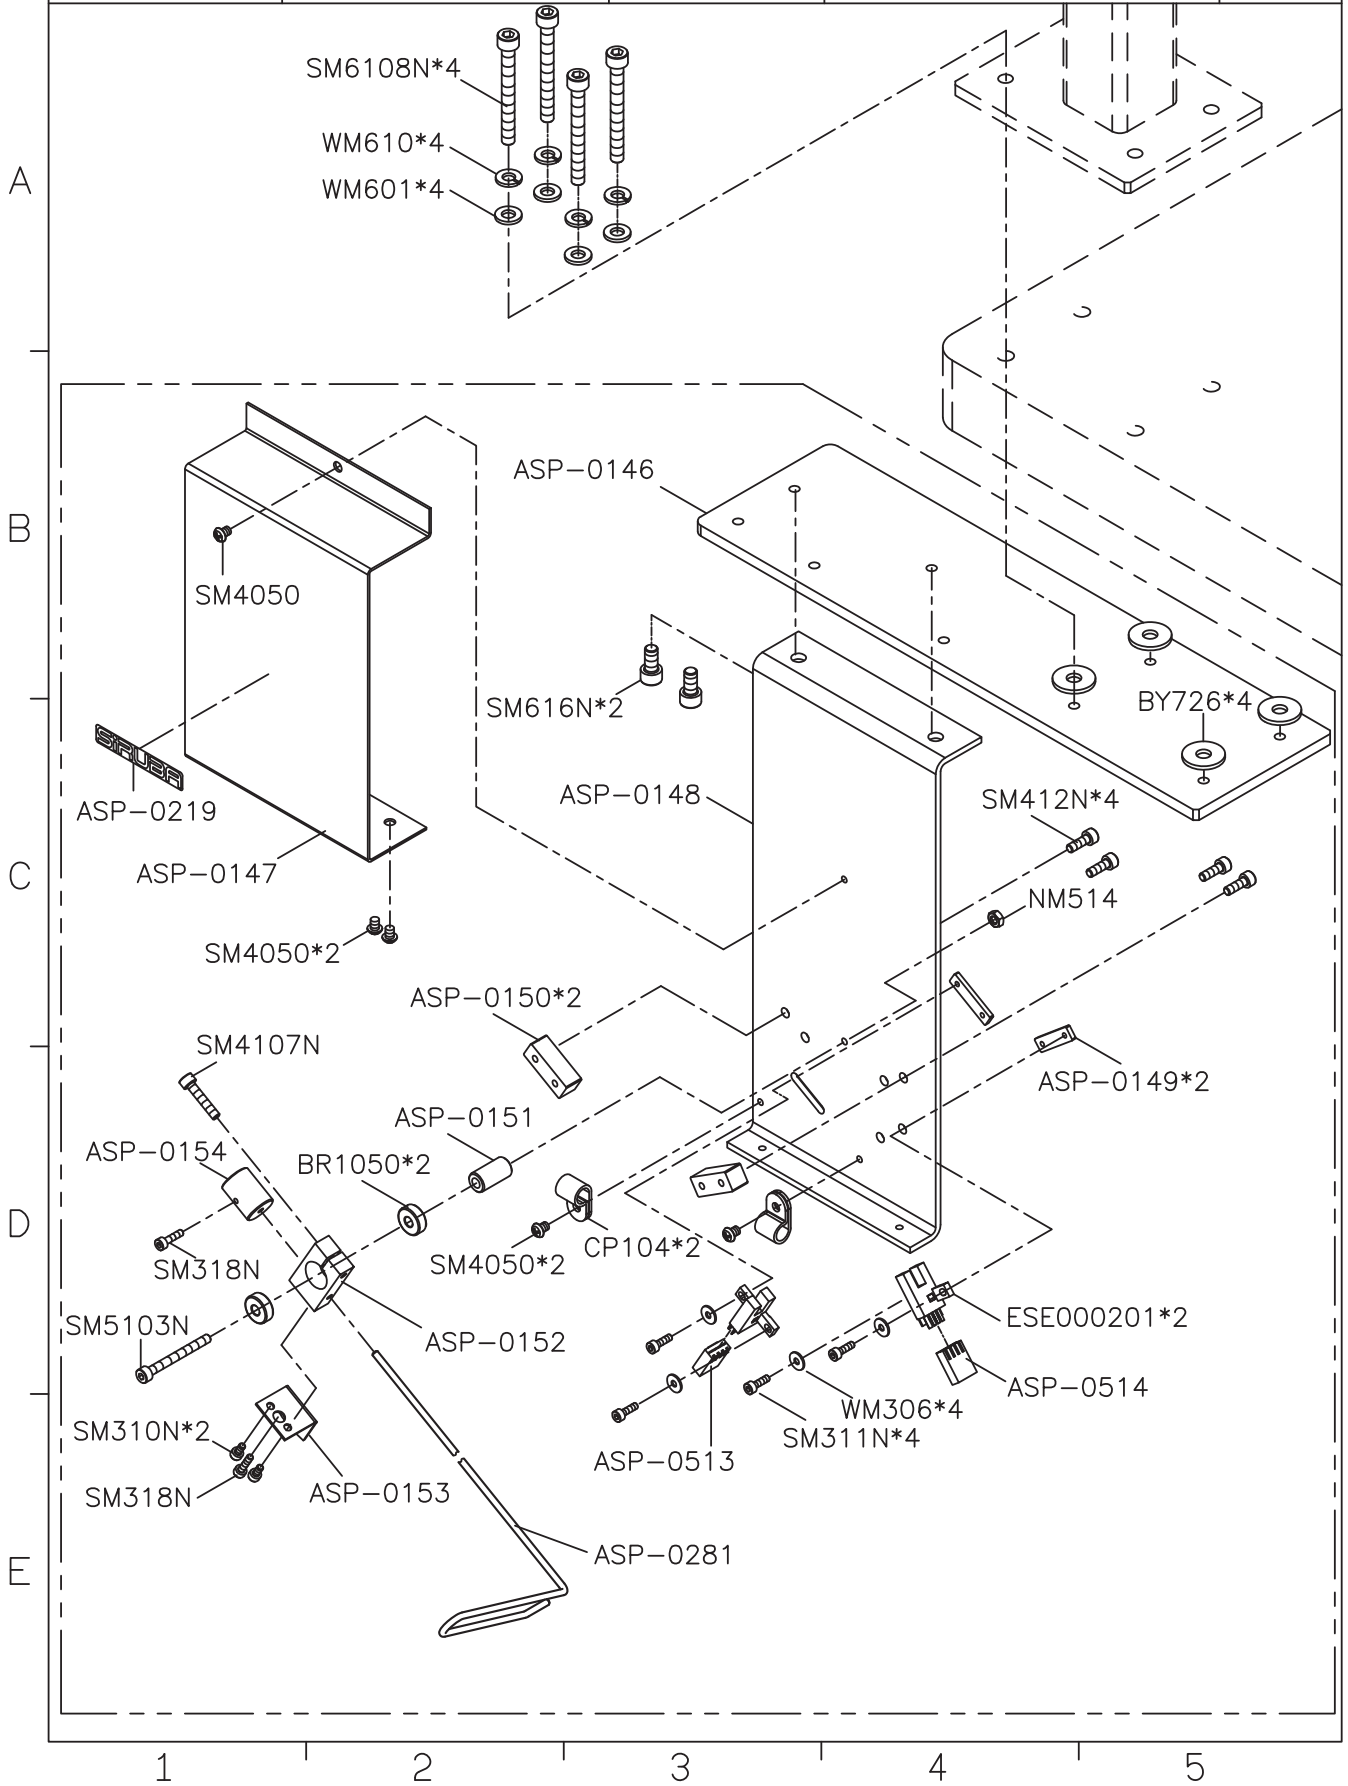 SM6108N*4
WM610*4
WM601*4
A
ASP-0146
B
SM4050
SM616N*2
BY726*4
SIRUBA
ASP-0219
ASP-0148
SM412N*4
ASP-0147
C
NM514
SM4050*2
ASP-0150*2
SM4107N
ASP-0149*2
ASP-0151
ASP-0154
BR1050*2
D
SM4050*2
CP104*2
SM318N
SM5103N
ASP-0152
ESE000201*2
ASP-0514
WM306*4
SM310N*2
SM311N*4
ASP-0513
SM318N
ASP-0153
ASP-0281
E
1 2 3 4 5